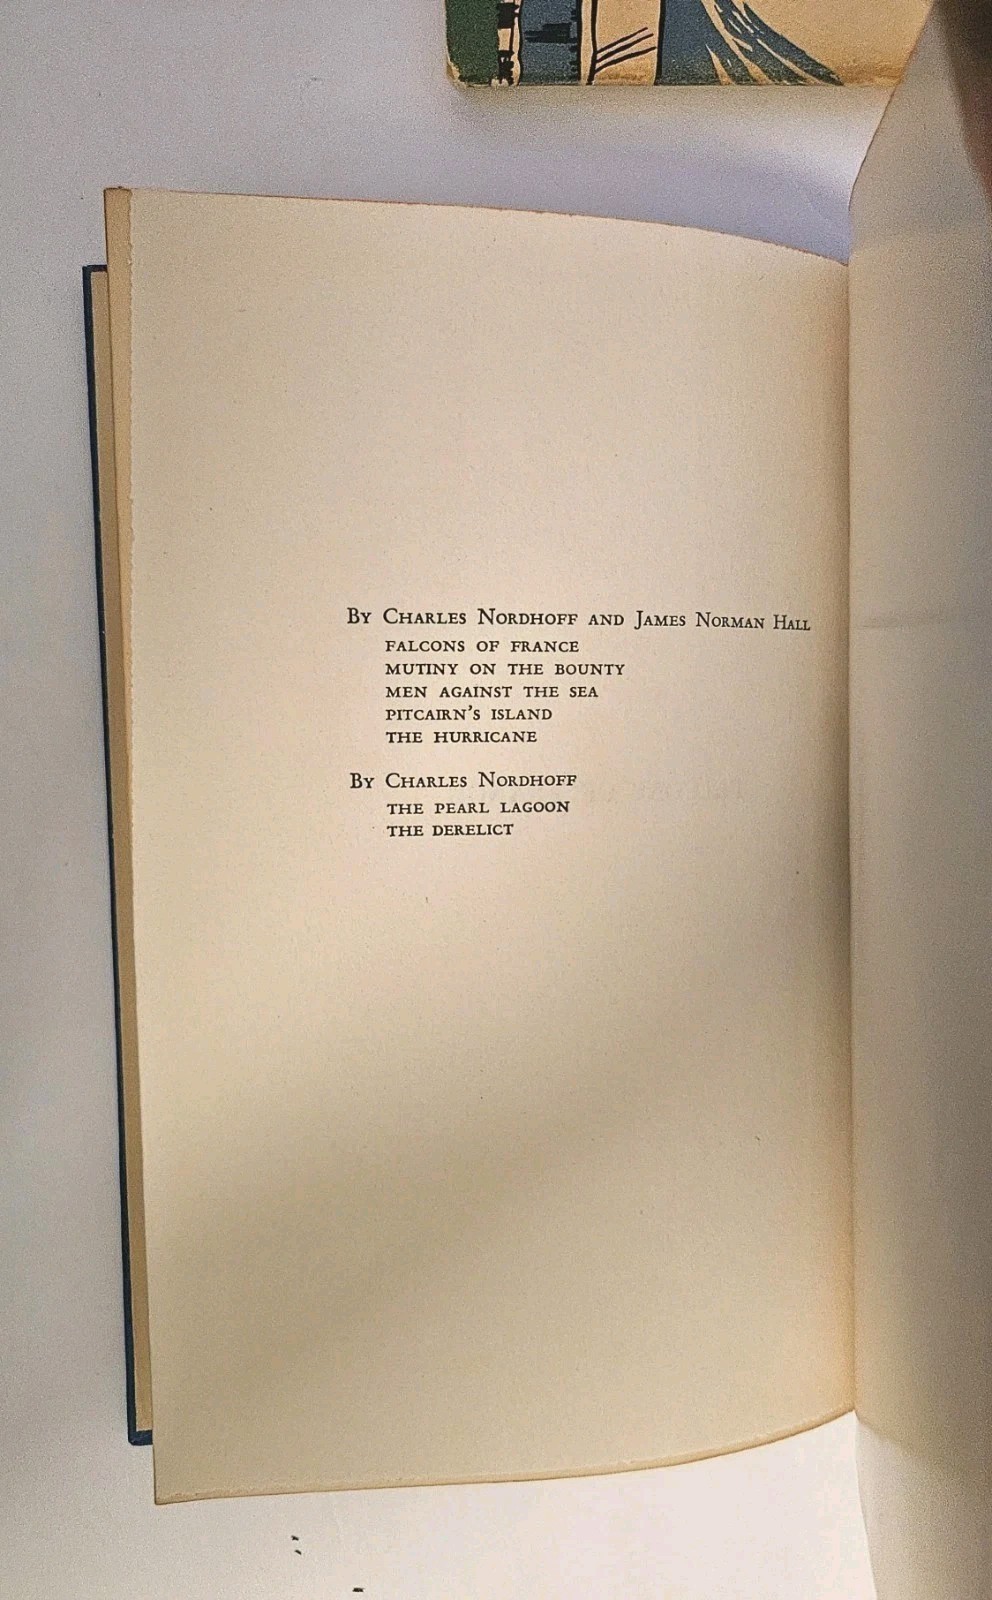 By Charles Nordhoff and James Norman Hall
FALCONS OF FRANCE
MUTINY ON THE BOUNTY
MEN AGAINST THE SEA
PITCAIRN'S ISLAND
THE HURRICANE
By Charles Nordhoff
THE PEARL LAGOON
THE DERELICT